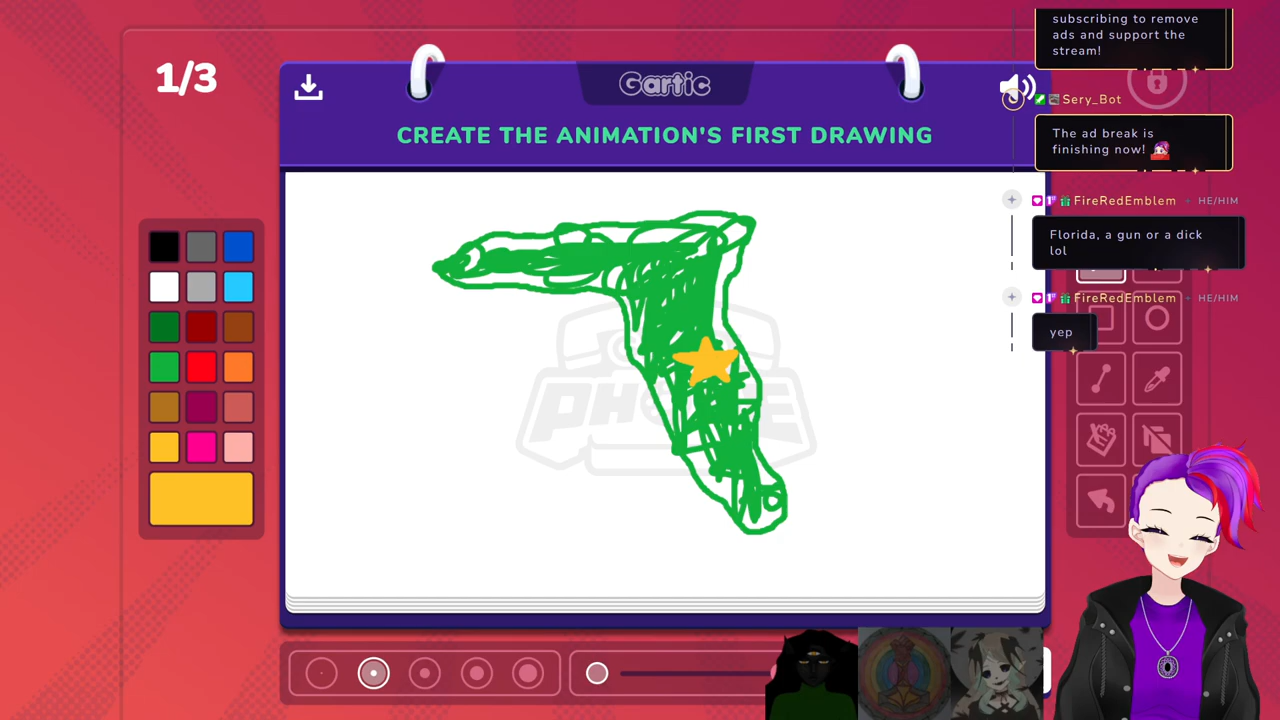 1/3
Gartic
CREATE THE ANIMATION'S FIRST DRAWING
PHONE
subscribing to remove
ads and support the
stream!
Sery_Bot
The ad break is
finishing now!
FireRedEmblem HE/HIM
Florida, a gun or a dick
lol
FireRedEmblem HE/HIM
yep